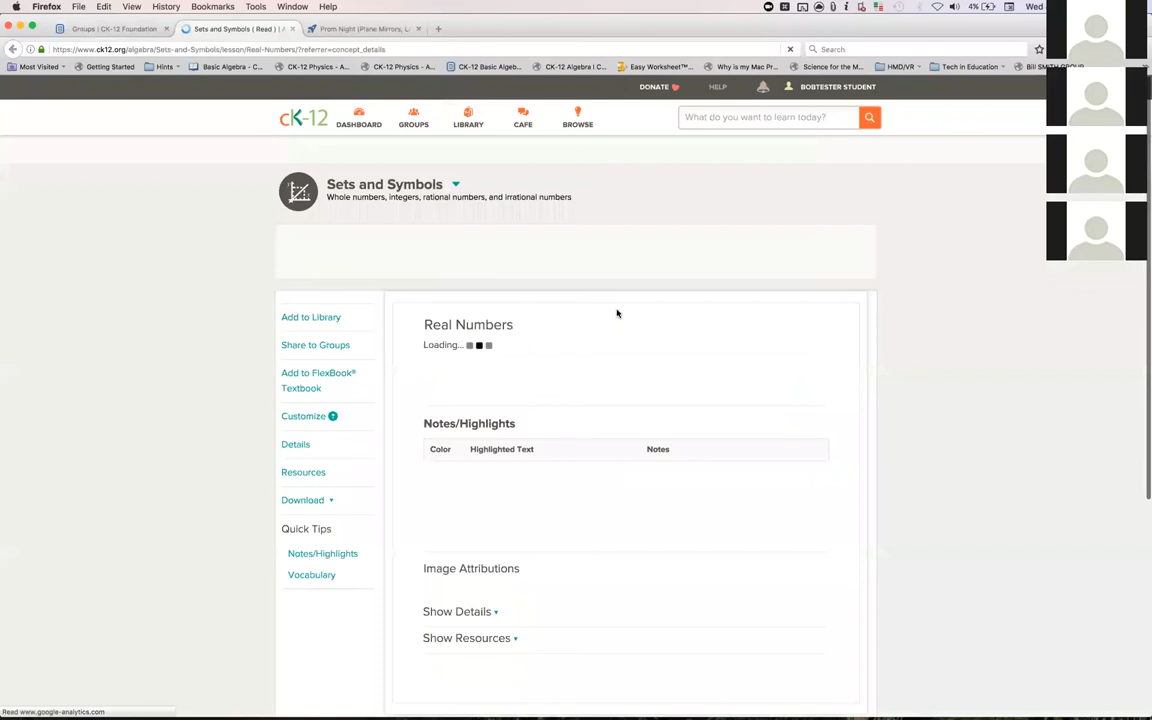 Firefox File Edit View History Bookmarks Tools Window Help 4% Wed
Groups | CK-12 Foundation Sets and Symbols ( Read ) | Prom Night (Plane Mirrors, L
https://www.ck12.org/algebra/Sets-and-Symbols/lesson/Real-Numbers/?referrer=concept_details Search
Most Visited Getting Started Hints Basic Algebra - C... CK-12 Physics - A... CK-12 Physics - A... CK-12 Basic Algeb... CK-12 Algebra I C... Easy Worksheet™... Why is my Mac Pr... Science for the M... HMD/VR Tech in Education Bill SMITH GROUP
DONATE HELP BOBTESTER STUDENT
cK-12 DASHBOARD GROUPS LIBRARY CAFE BROWSE What do you want to learn today?
Sets and Symbols
Whole numbers, integers, rational numbers, and irrational numbers
Add to Library
Share to Groups
Add to FlexBook®
Textbook
Customize
Details
Resources
Download
Quick Tips
Notes/Highlights
Vocabulary
Real Numbers
Loading...
Notes/Highlights
Color Highlighted Text Notes
Image Attributions
Show Details
Show Resources
Read www.google-analytics.com